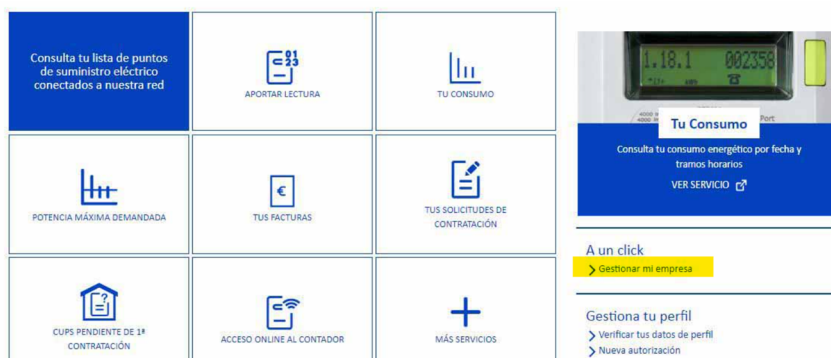 Consulta tu lista de puntos
de suministro eléctrico
conectados a nuestra red
01
23
APORTAR LECTURA
TU CONSUMO
POTENCIA MÁXIMA DEMANDADA
€
TUS FACTURAS
TUS SOLICITUDES DE
CONTRATACIÓN
?
CUPS PENDIENTE DE 1ª
CONTRATACIÓN
ACCESO ONLINE AL CONTADOR
MÁS SERVICIOS
1.18.1 002358
Port
Tu Consumo
Consulta tu consumo energético por fecha y
tramos horarios
VER SERVICIO
A un click
Gestionar mi empresa
Gestiona tu perfil
Verificar tus datos de perfil
Nueva autorización